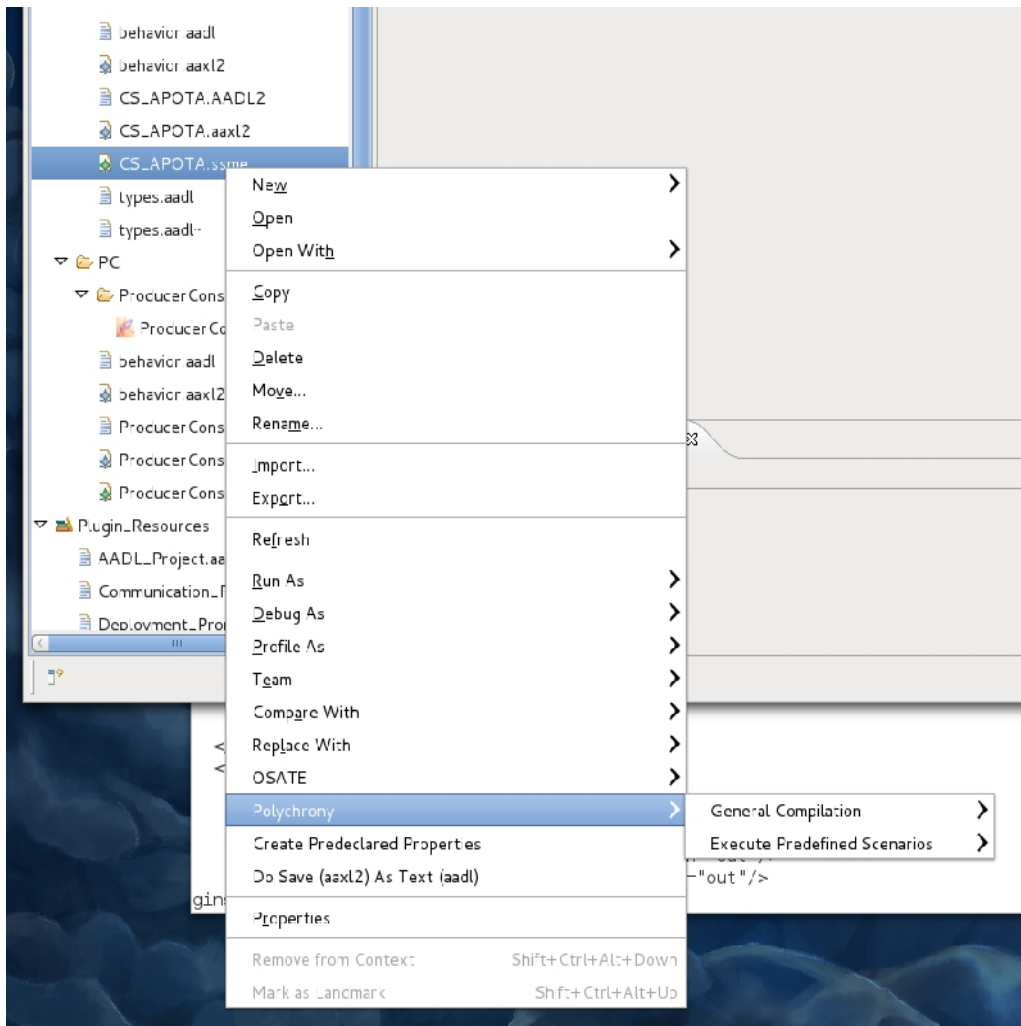 behavior.aadl
behavior.aaxl2
CS_APOTA.AADL2
CS_APOTA.aaxl2
CS_APOTA.ssme
types.aadl
types.aadl~
PC
ProducerCons
ProducerCo
behavior.aadl
behavior.aaxl2
ProducerCons
ProducerCons
ProducerCons
Plugin_Resources
AADL_Project.aa
Communication_P
Deployment_Prop
New
Open
Open With
Copy
Paste
Delete
Move...
Rename...
Import...
Export...
Refresh
Run As
Debug As
Profile As
Team
Compare With
Replace With
OSATE
Polychrony
Create Predeclared Properties
Do Save (aaxl2) As Text (aadl)
Properties
Remove from Context Shift+Ctrl+Alt+Down
Mark as Landmark Shift+Ctrl+Alt+Up
General Compilation
Execute Predefined Scenarios
="out"/>
gin